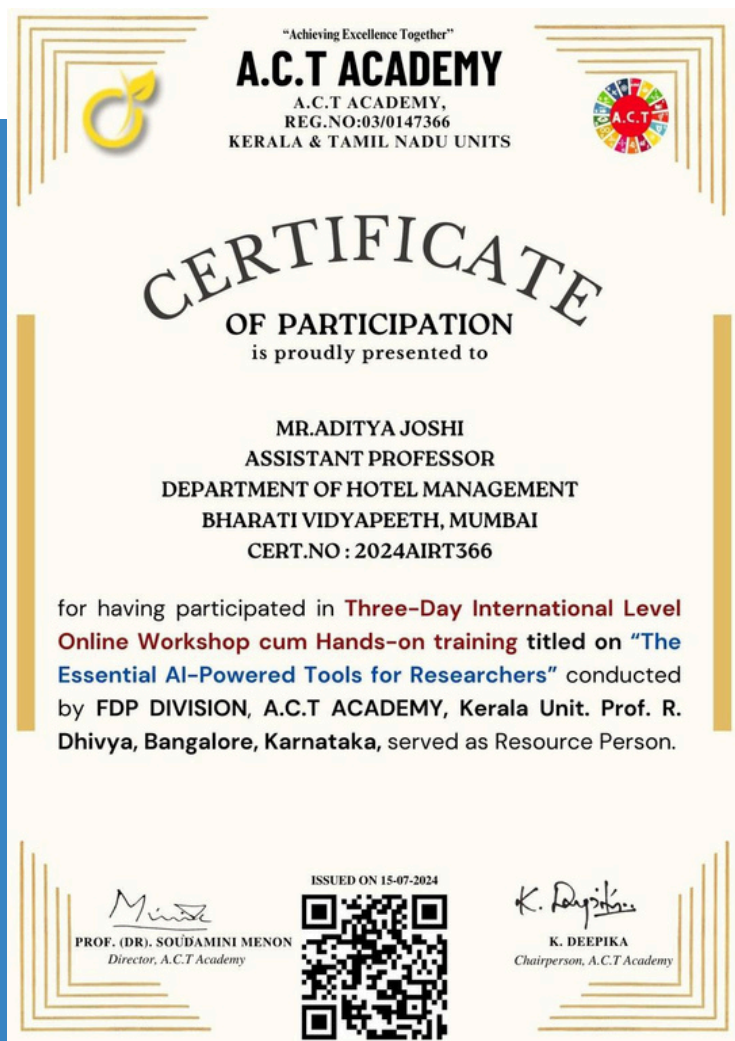 “Achieving Excellence Together”
A.C.T ACADEMY
A.C.T ACADEMY,
REG.NO:03/0147366
KERALA & TAMIL NADU UNITS
A.C.T
CERTIFICATE
OF PARTICIPATION
is proudly presented to
MR.ADITYA JOSHI
ASSISTANT PROFESSOR
DEPARTMENT OF HOTEL MANAGEMENT
BHARATI VIDYAPEETH, MUMBAI
CERT.NO : 2024AIRT366
for having participated in Three-Day International Level
Online Workshop cum Hands-on training titled on “The
Essential AI-Powered Tools for Researchers” conducted
by FDP DIVISION, A.C.T ACADEMY, Kerala Unit. Prof. R.
Dhivya, Bangalore, Karnataka, served as Resource Person.
ISSUED ON 15-07-2024
PROF. (DR). SOUDAMINI MENON
Director, A.C.T Academy
K. DEEPIKA
Chairperson, A.C.T Academy